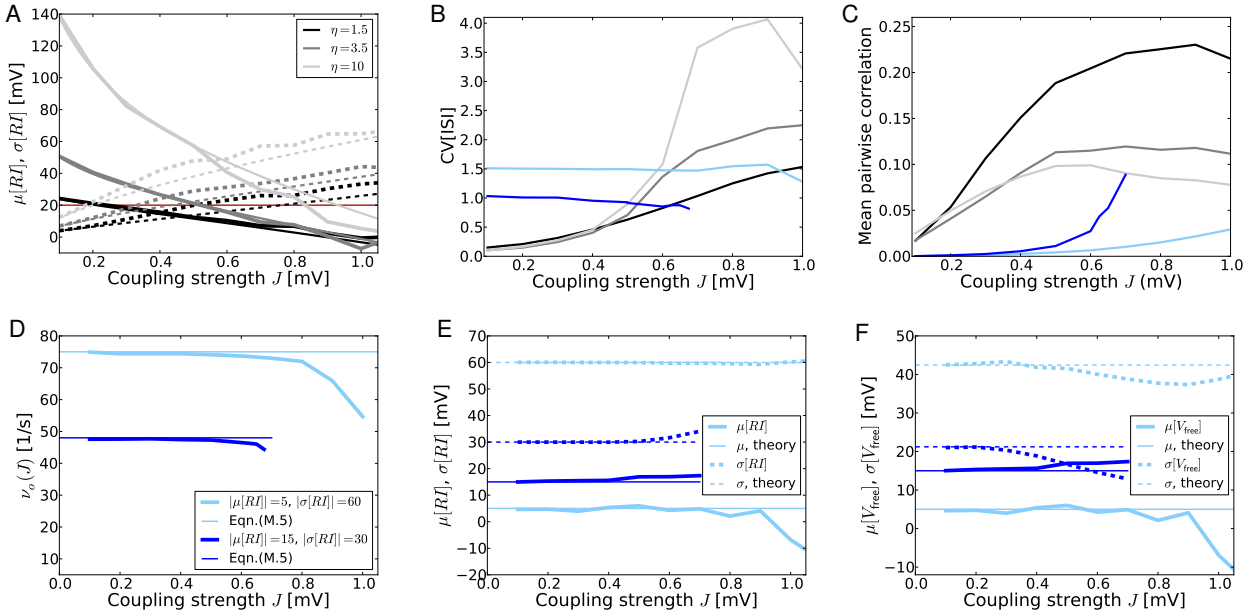 A
μ[RI], σ[RI] [mV]
140
120
100
80
60
40
20
0
0.2 0.4 0.6 0.8 1.0
Coupling strength J [mV]
η=1.5
η=3.5
η=10
B
CV[ISI]
4.0
3.5
3.0
2.5
2.0
1.5
1.0
0.5
0.0
0.2 0.4 0.6 0.8 1.0
Coupling strength J [mV]
C
Mean pairwise correlation
0.25
0.20
0.15
0.10
0.05
0.00
0.2 0.4 0.6 0.8 1.0
Coupling strength J (mV)
D
νo(J) [1/s]
80
70
60
50
40
30
20
10
0.0 0.2 0.4 0.6 0.8 1.0
Coupling strength J [mV]
|μ[RI]|=5, |σ[RI]|=60
Eqn.(M.5)
|μ[RI]|=15, |σ[RI]|=30
Eqn.(M.5)
E
μ[RI], σ[RI] [mV]
70
60
50
40
30
20
10
0
−10
−20
0.0 0.2 0.4 0.6 0.8 1.0
Coupling strength J [mV]
μ[RI]
μ, theory
σ[RI]
σ, theory
F
μ[Vfree], σ[Vfree] [mV]
50
40
30
20
10
0
−10
0.0 0.2 0.4 0.6 0.8 1.0
Coupling strength J [mV]
μ[Vfree]
μ, theory
σ[Vfree]
σ, theory